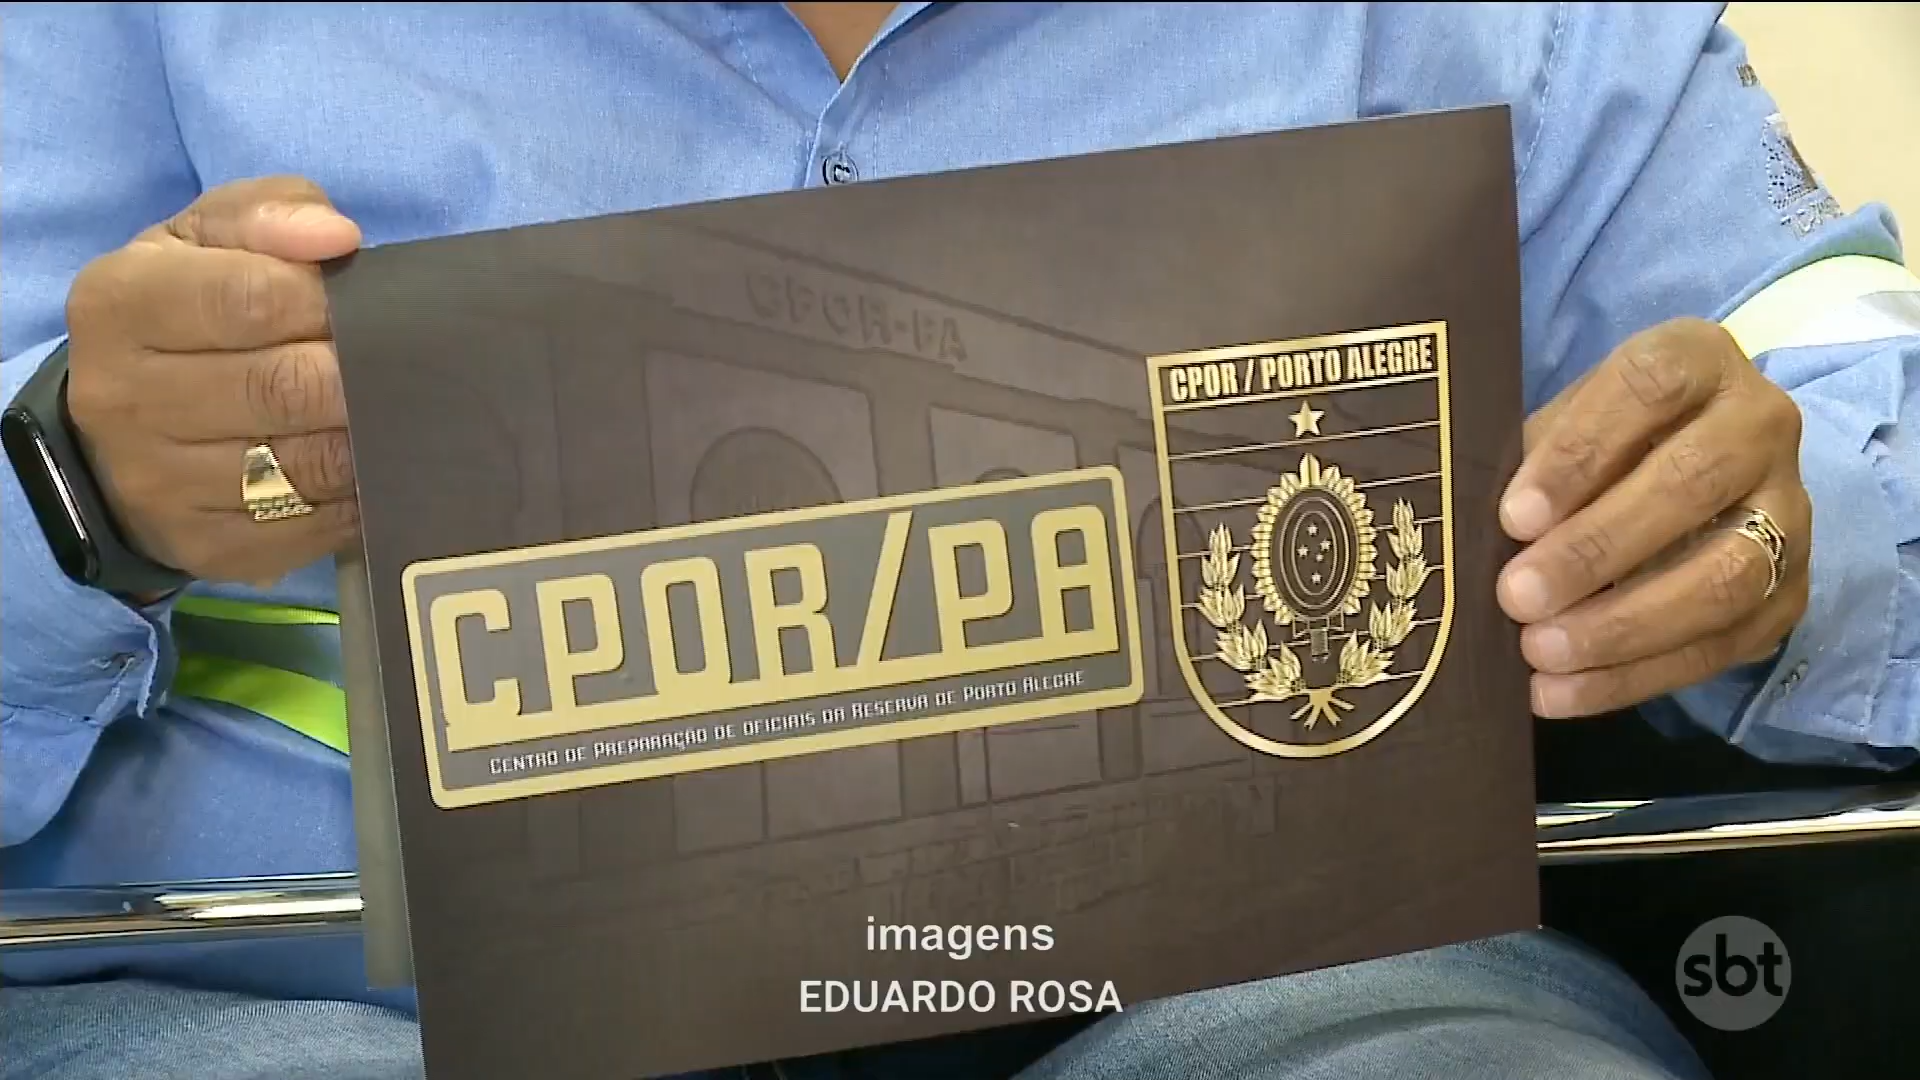 CPOR-PA
CPOR / PORTO ALEGRE
CPOR/PA
CENTRO DE PREPARAÇÃO DE OFICIAIS DA RESERVA DE PORTO ALEGRE
imagens
EDUARDO ROSA
sbt